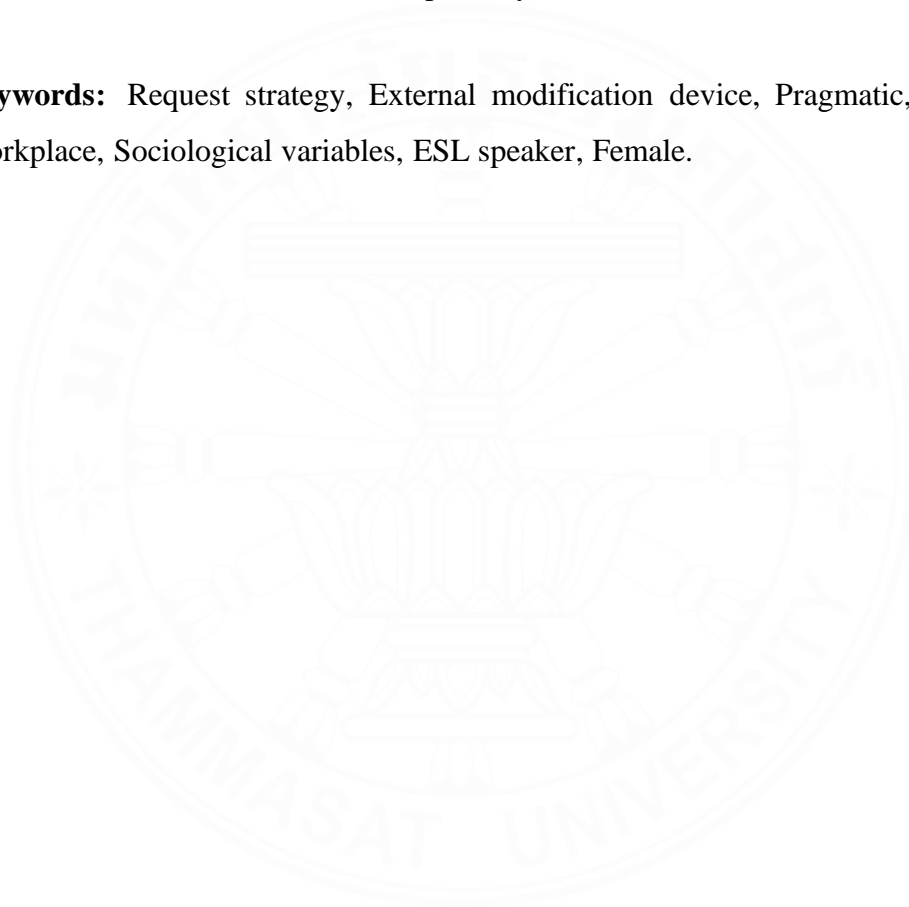 ywords: Request strategy, External modification device, Pragmatic,
orkplace, Sociological variables, ESL speaker, Female.
THAMMASAT UNIVERSITY